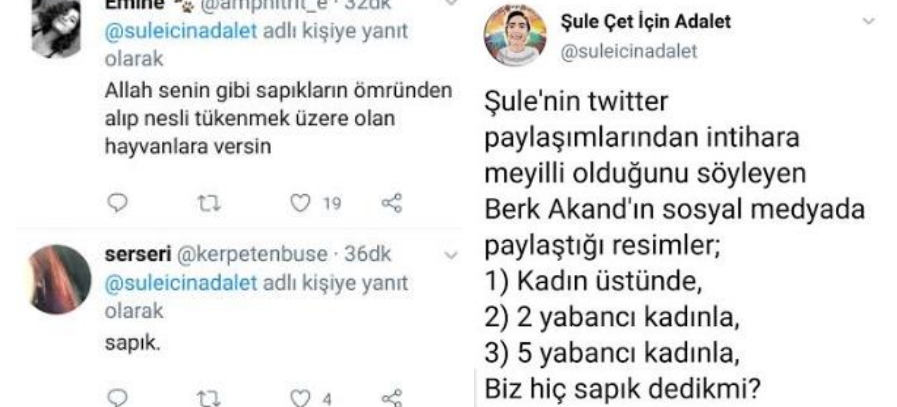 Emine @amphitrit_e · 32dk
@suleicinadalet adlı kişiye yanıt
olarak
Allah senin gibi sapıkların ömründen
alıp nesli tükenmek üzere olan
hayvanlara versin
19
serseri @kerpetenbuse · 36dk
@suleicinadalet adlı kişiye yanıt
olarak
sapık.
4
Şule Çet İçin Adalet
@suleicinadalet
Şule'nin twitter
paylaşımlarından intihara
meyilli olduğunu söyleyen
Berk Akand'ın sosyal medyada
paylaştığı resimler;
1) Kadın üstünde,
2) 2 yabancı kadınla,
3) 5 yabancı kadınla,
Biz hiç sapık dedikmi?